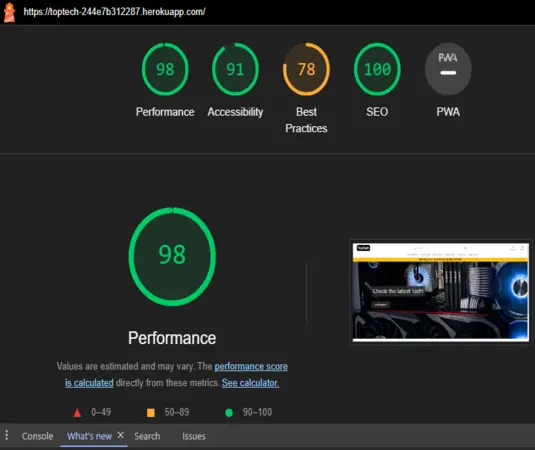 https://toptech-244e7b312287.herokuapp.com/
98
91
78
100
PWA
Performance
Accessibility
Best
Practices
SEO
PWA
98
Performance
Values are estimated and may vary. The performance score
is calculated directly from these metrics. See calculator.
0–49
50–89
90–100
Check the latest Tech!
Console
What's new
Search
Issues